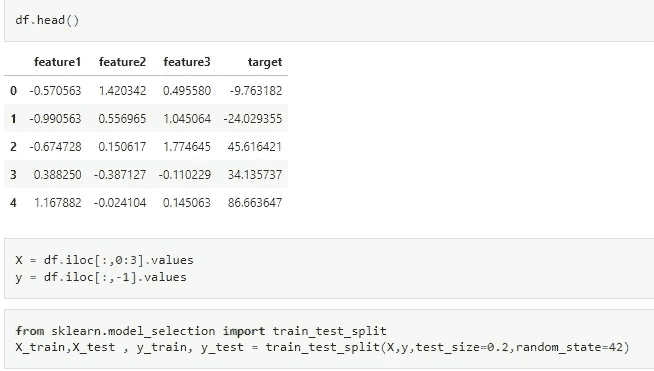 df.head()
feature1 feature2 feature3 target
0 -0.570563 1.420342 0.495580 -9.763182
1 -0.990563 0.556965 1.045064 -24.029355
2 -0.674728 0.150617 1.774645 45.616421
3 0.388250 -0.387127 -0.110229 34.135737
4 1.167882 -0.024104 0.145063 86.663647
X = df.iloc[:,0:3].values
y = df.iloc[:,-1].values
from sklearn.model_selection import train_test_split
X_train,X_test , y_train, y_test = train_test_split(X,y,test_size=0.2,random_state=42)